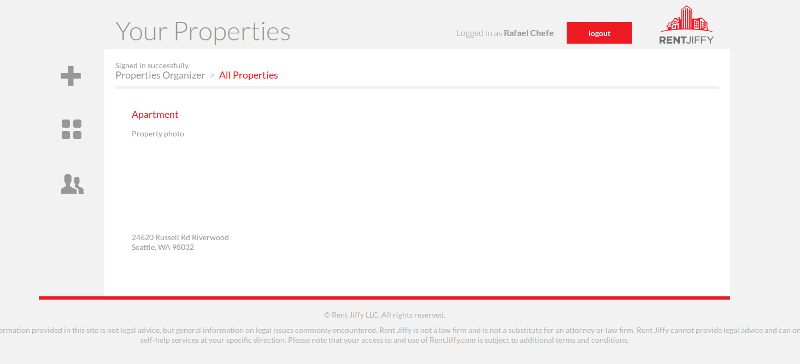 Your Properties
Logged in as Rafael Chefe
logout
RENTJIFFY
Signed in successfully.
Properties Organizer > All Properties
Apartment
Property photo
24620 Russell Rd Riverwood
Seattle, WA 98032
© Rent Jiffy LLC. All rights reserved.
provided in this site is not legal advice, but general information on legal issues commonly encountered. Rent Jiffy is not a law firm and is not a substitute for an attorney or law firm. Rent Jiffy cannot provide legal advice and can
self-help services at your specific direction. Please note that your access to and use of RentJiffy.com is subject to additional terms and conditions.